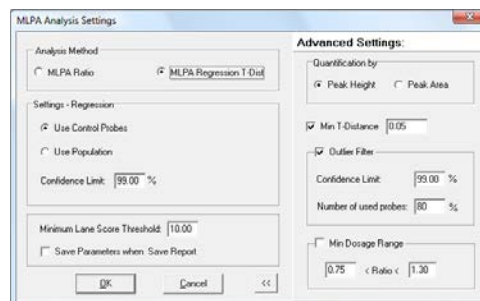 MLPA Analysis Settings
Analysis Method
MLPA Ratio
MLPA Regression T-Dist
Settings - Regression
Use Control Probes
Use Population
Confidence Limit: 99.00 %
Minimum Lane Score Threshold: 10.00
Save Parameters when Save Report
OK Cancel <<
Advanced Settings:
Quantification by
Peak Height Peak Area
Min T-Distance 0.05
Outlier Filter
Confidence Limit: 99.00 %
Number of used probes: 80 %
Min Dosage Range
0.75 < Ratio < 1.30